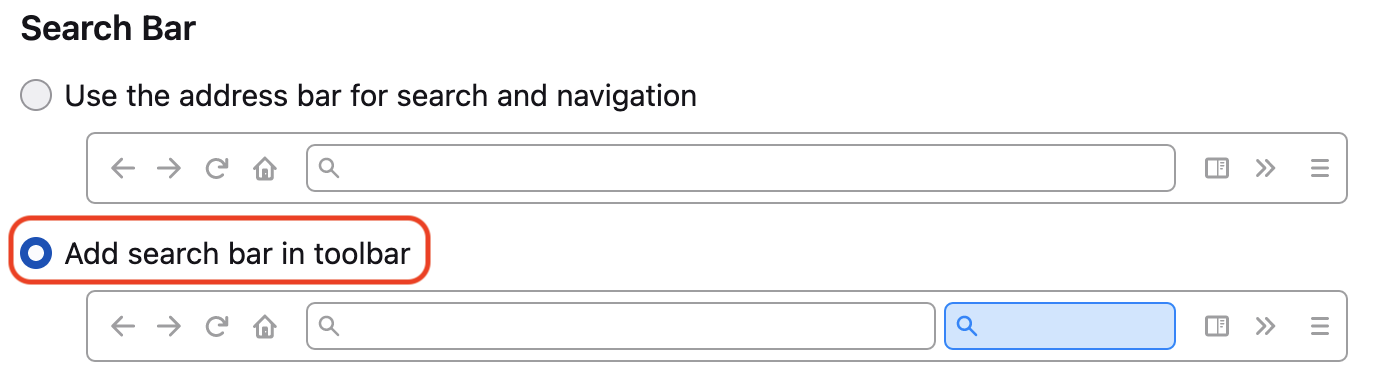 Search Bar
Use the address bar for search and navigation
Add search bar in toolbar